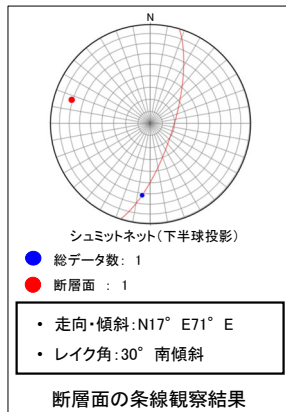 N
シュミットネット(下半球投影)
総データ数: 1
断層面 : 1
• 走向・傾斜:N17° E71° E
• レイク角:30° 南傾斜
断層面の条線観察結果